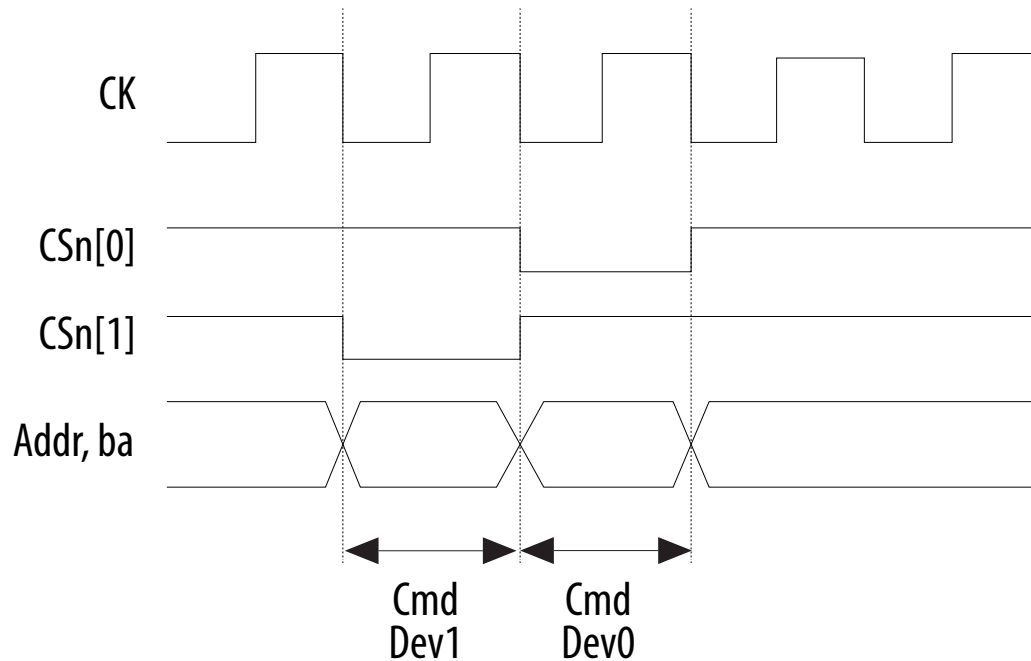 CK
CSn[0]
CSn[1]
Addr, ba
Cmd
Dev1
Cmd
Dev0